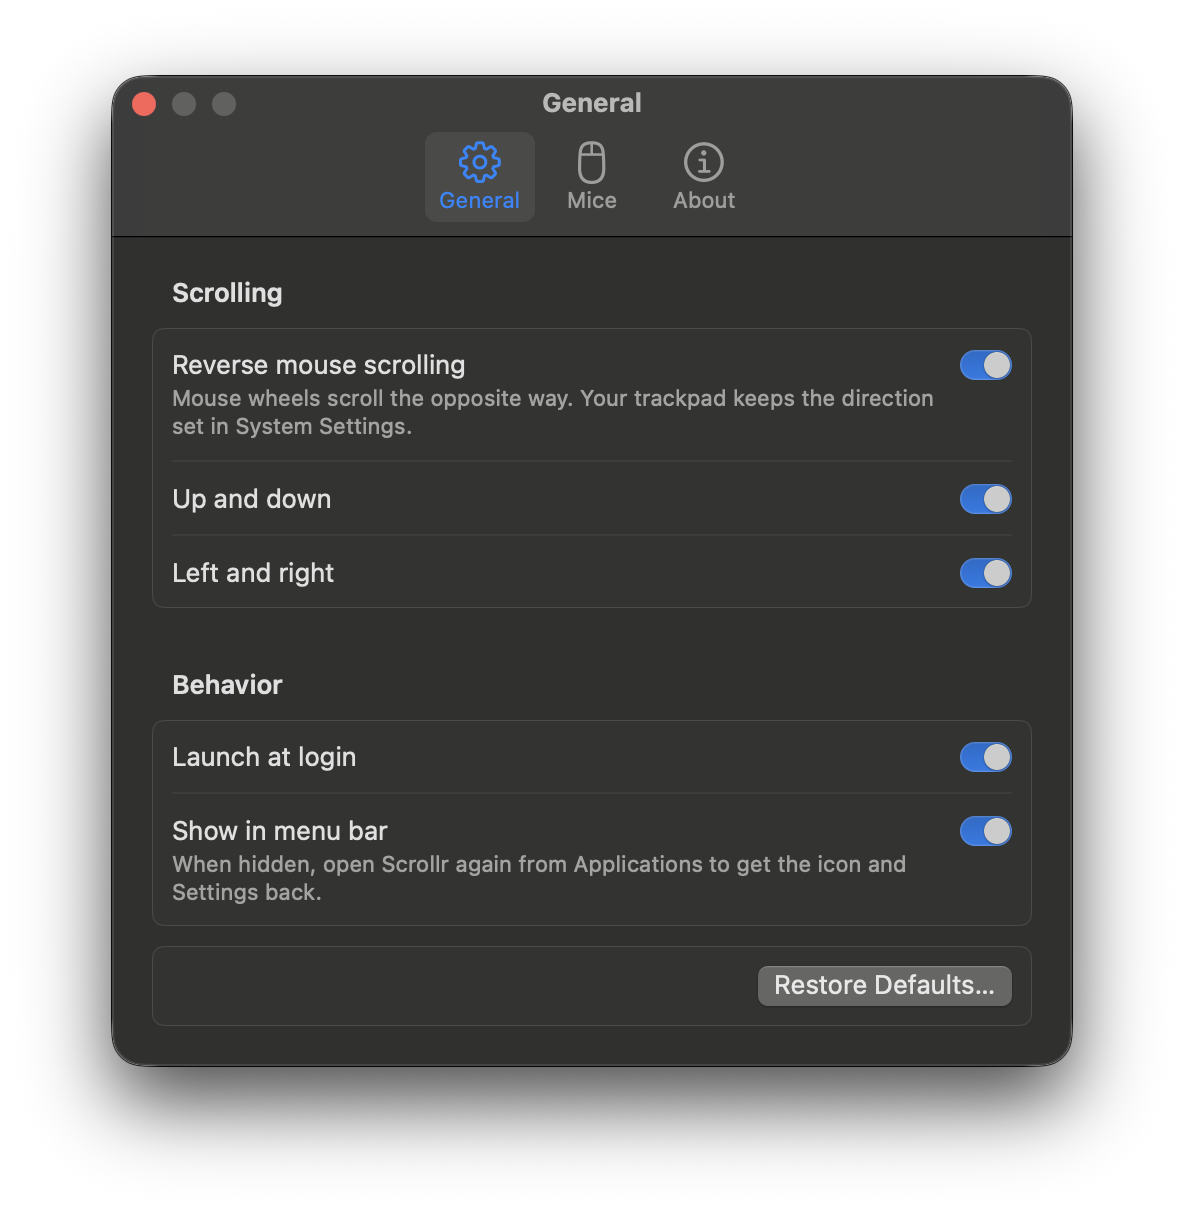 General
General
Mice
About
Scrolling
Reverse mouse scrolling
Mouse wheels scroll the opposite way. Your trackpad keeps the direction
set in System Settings.
Up and down
Left and right
Behavior
Launch at login
Show in menu bar
When hidden, open Scrollr again from Applications to get the icon and
Settings back.
Restore Defaults...